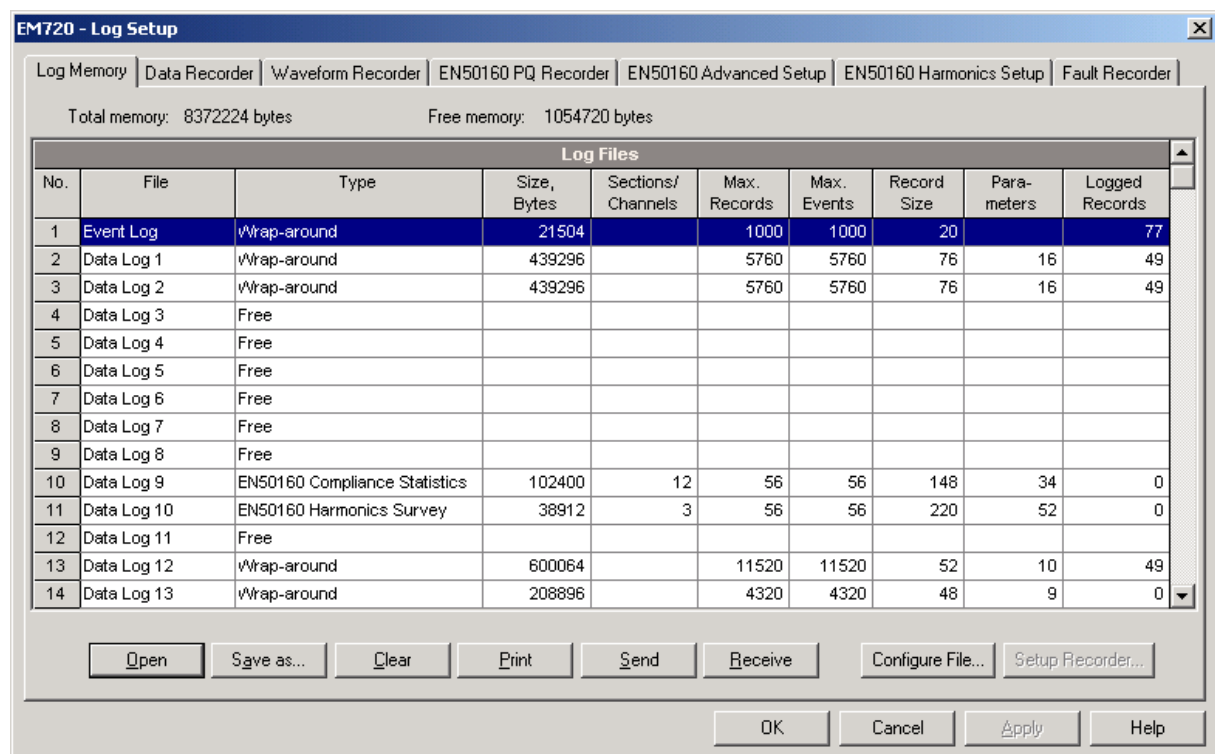 EM720 - Log Setup
Log Memory Data Recorder Waveform Recorder EN50160 PQ Recorder EN50160 Advanced Setup EN50160 Harmonics Setup Fault Recorder
Total memory: 8372224 bytes Free memory: 1054720 bytes
Log Files
No. File Type Size, Bytes Sections/ Channels Max. Records Max. Events Record Size Para- meters Logged Records
1 Event Log Wrap-around 21504 1000 1000 20 77
2 Data Log 1 Wrap-around 439296 5760 5760 76 16 49
3 Data Log 2 Wrap-around 439296 5760 5760 76 16 49
4 Data Log 3 Free
5 Data Log 4 Free
6 Data Log 5 Free
7 Data Log 6 Free
8 Data Log 7 Free
9 Data Log 8 Free
10 Data Log 9 EN50160 Compliance Statistics 102400 12 56 56 148 34 0
11 Data Log 10 EN50160 Harmonics Survey 38912 3 56 56 220 52 0
12 Data Log 11 Free
13 Data Log 12 Wrap-around 600064 11520 11520 52 10 49
14 Data Log 13 Wrap-around 208896 4320 4320 48 9 0
Open Save as... Clear Print Send Receive Configure File... Setup Recorder...
OK Cancel Apply Help